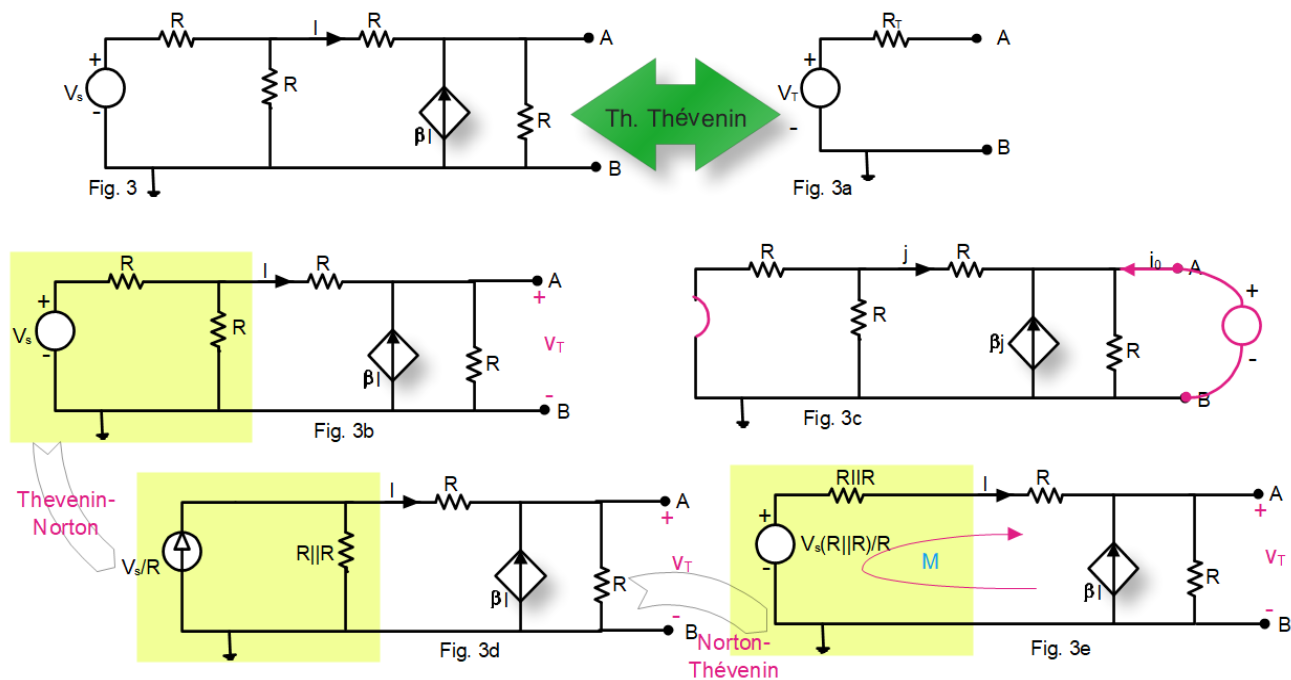 R I R A
+ Vs - R βI R
B
Fig. 3
Th. Thévenin
RT A
+ VT -
B
Fig. 3a
R I R A
+ Vs - R βI R + VT -
B
Fig. 3b
R j R i0 A
R βj R + -
B
Fig. 3c
Thevenin-
Norton
I R A
Vs/R R||R βI R + VT -
B
Fig. 3d
Norton-
Thévenin
R||R I R A
+ Vs(R||R)/R - M βI R + VT -
B
Fig. 3e